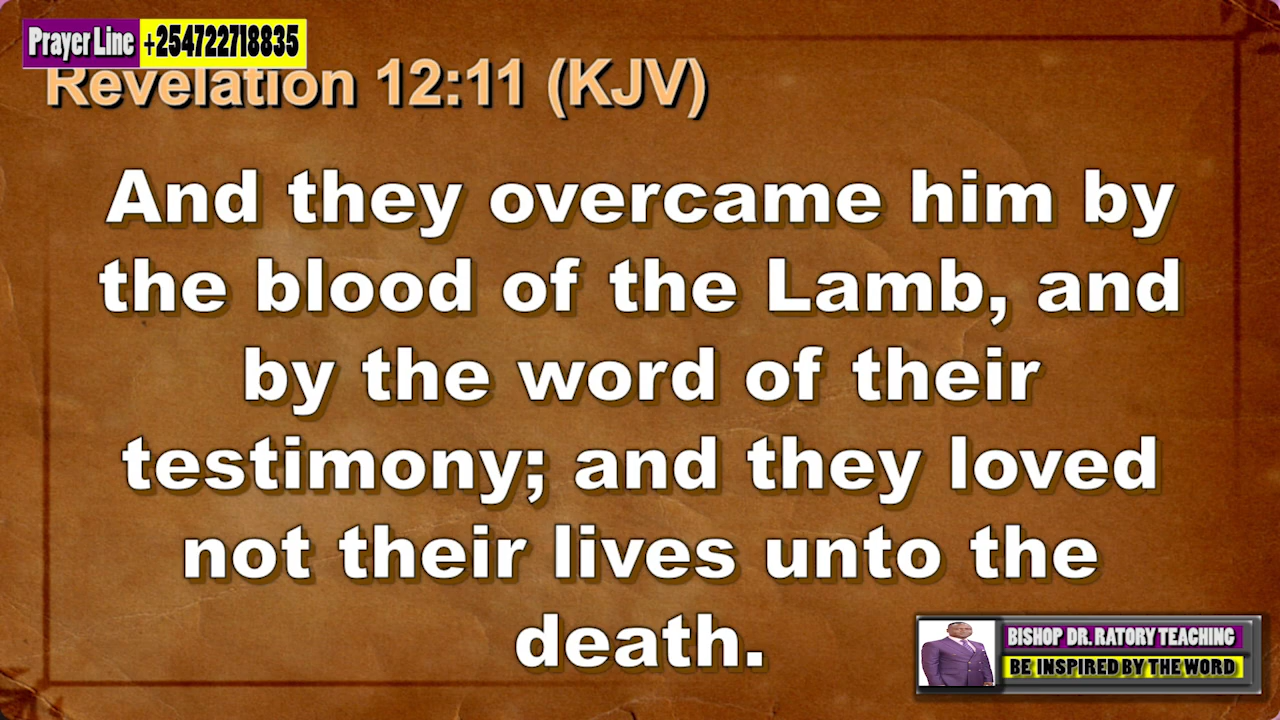 Prayer Line +254722718835
Revelation 12:11 (KJV)
And they overcame him by
the blood of the Lamb, and
by the word of their
testimony; and they loved
not their lives unto the
death.
BISHOP DR. RATORY TEACHING
BE INSPIRED BY THE WORD